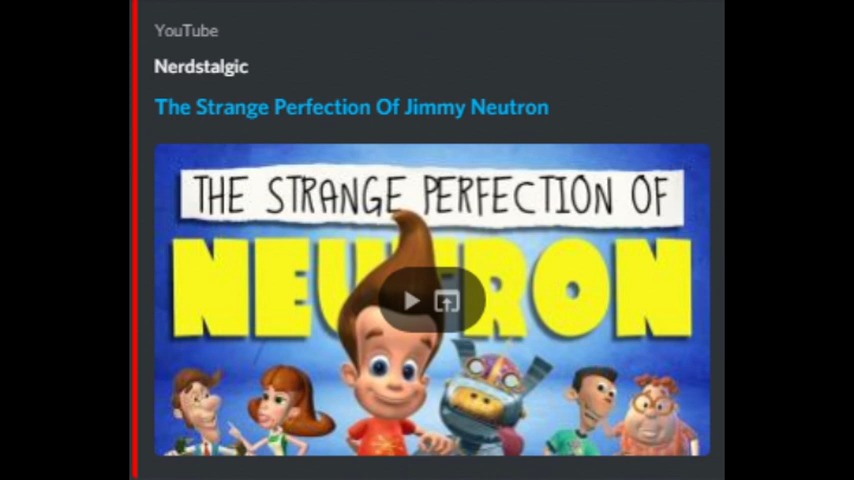 YouTube
Nerdstalgic
The Strange Perfection Of Jimmy Neutron
THE STRANGE PERFECTION OF
NEUTRON